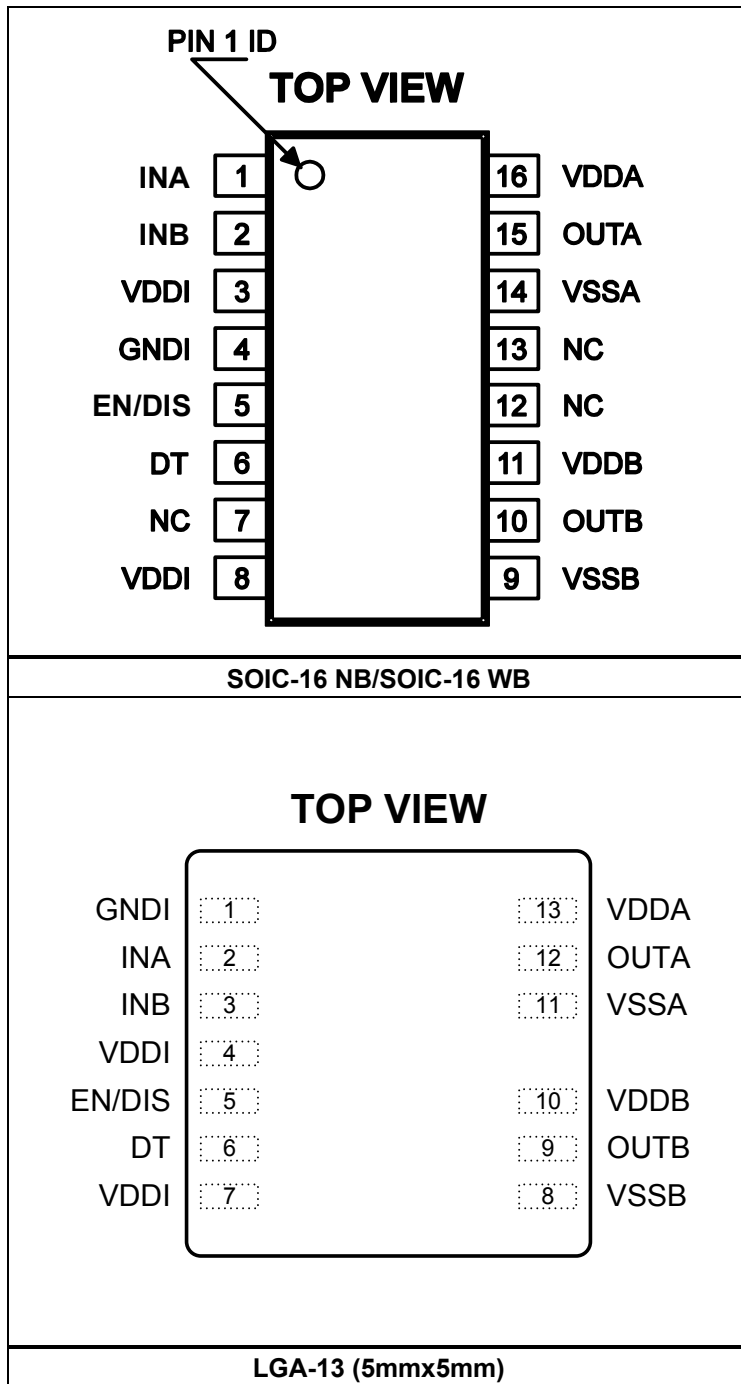 PIN 1 ID
TOP VIEW
INA 1 16 VDDA
INB 2 15 OUTA
VDDI 3 14 VSSA
GNDI 4 13 NC
EN/DIS 5 12 NC
DT 6 11 VDDB
NC 7 10 OUTB
VDDI 8 9 VSSB
SOIC-16 NB/SOIC-16 WB
TOP VIEW
GNDI 1 13 VDDA
INA 2 12 OUTA
INB 3 11 VSSA
VDDI 4
EN/DIS 5 10 VDDB
DT 6 9 OUTB
VDDI 7 8 VSSB
LGA-13 (5mmx5mm)